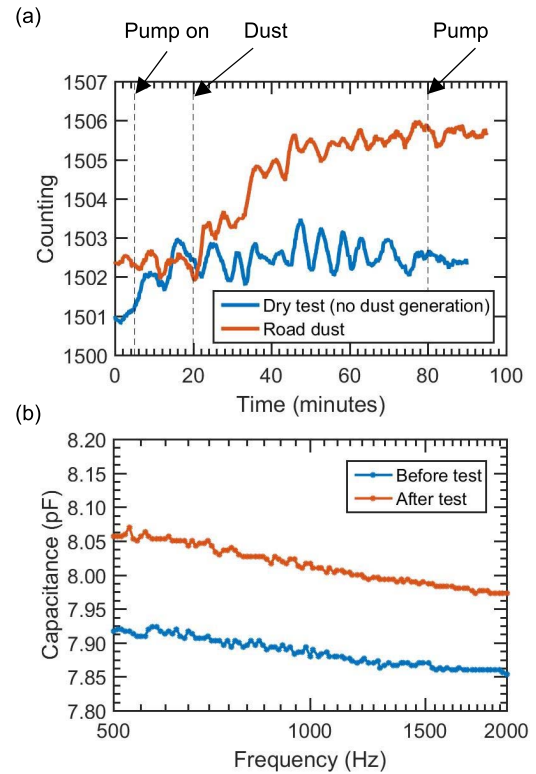 (a)
Pump on Dust Pump
1507
1506
1505
1504
1503
1502
1501
1500
Counting
Dry test (no dust generation)
Road dust
0 20 40 60 80 100
Time (minutes)
(b)
8.20
8.15
8.10
8.05
8.00
7.95
7.90
7.85
7.80
Capacitance (pF)
Before test
After test
500 1000 1500 2000
Frequency (Hz)